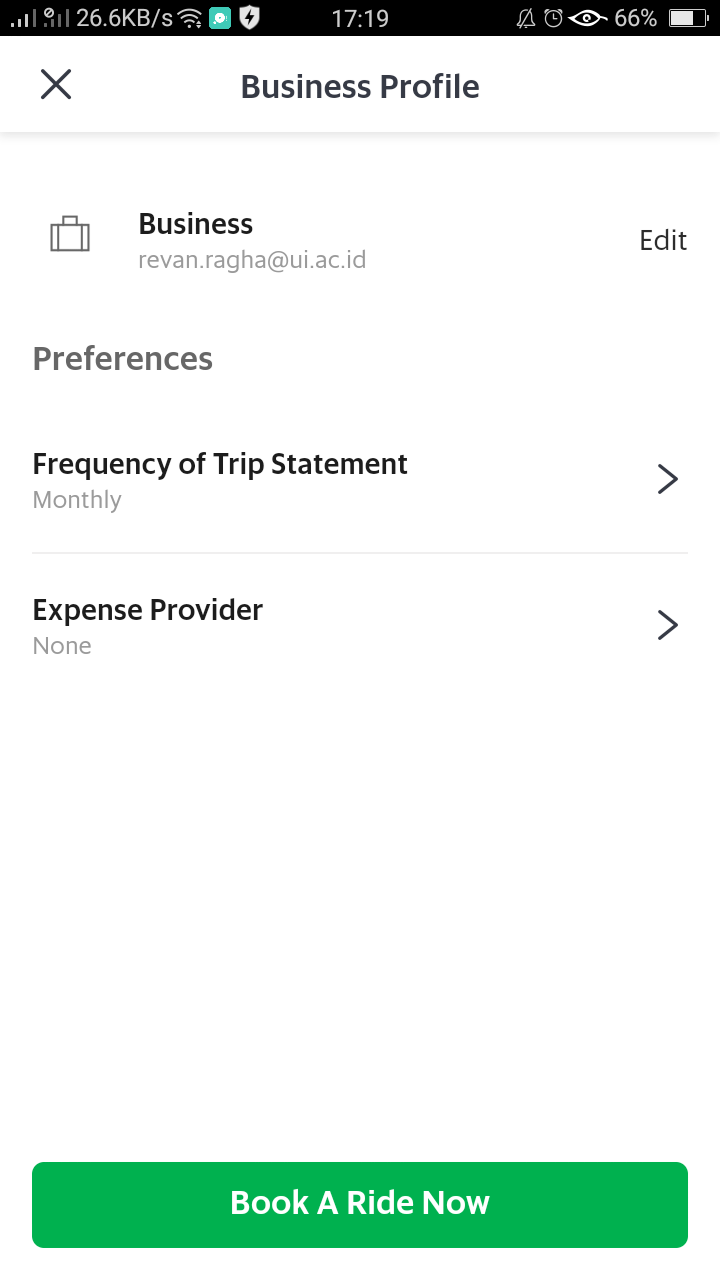 26.6KB/s 17:19 66%
Business Profile
Business
revan.ragha@ui.ac.id
Edit
Preferences
Frequency of Trip Statement
Monthly
Expense Provider
None
Book A Ride Now